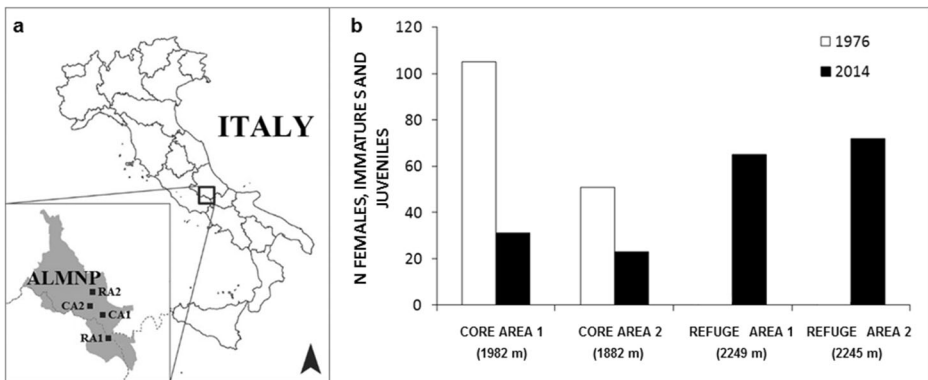 a
ITALY
ALMNP
RA2
CA2
CA1
RA1
b
N FEMALES, IMMATURE S AND
JUVENILES
120
100
80
60
40
20
0
1976
2014
CORE AREA 1
(1982 m)
CORE AREA 2
(1882 m)
REFUGE AREA 1
(2249 m)
REFUGE AREA 2
(2245 m)